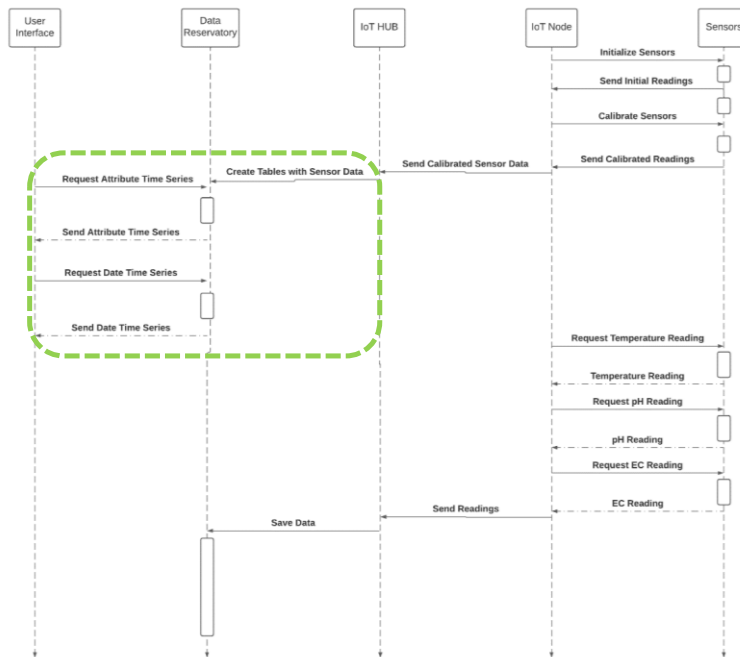 User
Interface
Data
Reservatory
IoT HUB
IoT Node
Sensors
Initialize Sensors
Send Initial Readings
Calibrate Sensors
Send Calibrated Sensor Data
Send Calibrated Readings
Create Tables with Sensor Data
Request Attribute Time Series
Send Attribute Time Series
Request Date Time Series
Send Date Time Series
Request Temperature Reading
Temperature Reading
Request pH Reading
pH Reading
Request EC Reading
EC Reading
Send Readings
Save Data